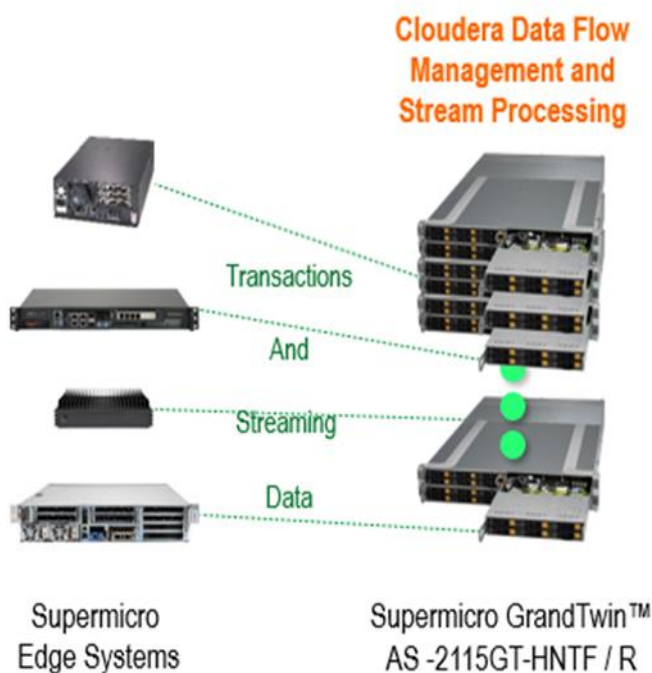 Cloudera Data Flow
Management and
Stream Processing
Transactions
And
Streaming
Data
Supermicro
Edge Systems
Supermicro GrandTwin™
AS -2115GT-HNTF / R